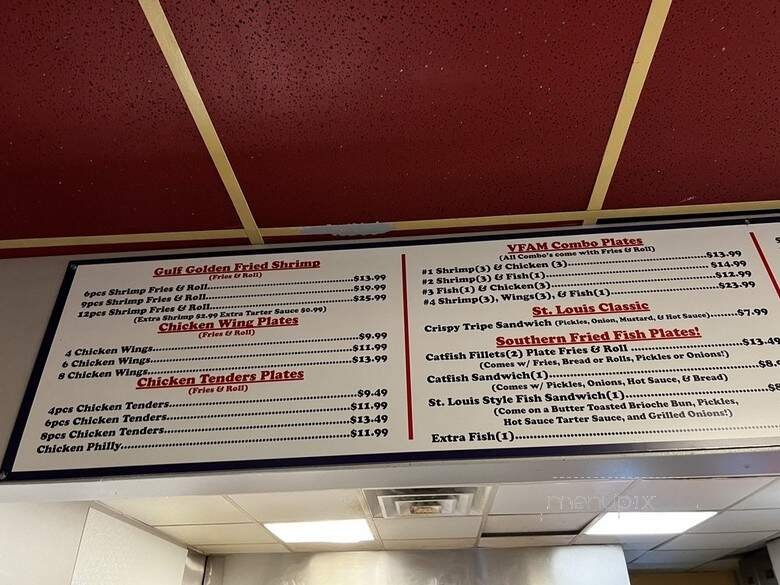 Gulf Golden Fried Shrimp
(Fries & Roll)
6pcs Shrimp Fries & Roll...$13.99
9pcs Shrimp Fries & Roll...$19.99
12pcs Shrimp Fries & Roll...$25.99
(Extra Shrimp $2.99 Extra Tarter Sauce $0.99)
Chicken Wing Plates
(Fries & Roll)
4 Chicken Wings...$9.99
6 Chicken Wings...$11.99
8 Chicken Wings...$13.99
Chicken Tenders Plates
(Fries & Roll)
4pcs Chicken Tenders...$9.49
6pcs Chicken Tenders...$11.99
8pcs Chicken Tenders...$13.49
Chicken Philly...$11.99
VFAM Combo Plates
(All Combo's come with Fries & Roll)
#1 Shrimp(3) & Chicken (3)...$13.99
#2 Shrimp(3) & Fish(1)...$14.99
#3 Fish(1) & Chicken(3)...$12.99
#4 Shrimp(3), Wings(3), & Fish(1)...$23.99
St. Louis Classic
Crispy Tripe Sandwich (Pickles, Onion, Mustard, & Hot Sauce)...$7.99
Southern Fried Fish Plates!
Catfish Fillets(2) Plate Fries & Roll...$13.49
(Comes w/ Fries, Bread or Rolls, Pickles or Onions!)
Catfish Sandwich(1)...$8.
(Comes w/ Pickles, Onions, Hot Sauce, & Bread)
St. Louis Style Fish Sandwich(1)...$
(Come on a Butter Toasted Brioche Bun, Pickles,
Hot Sauce Tarter Sauce, and Grilled Onions!)
Extra Fish(1)...
menupix